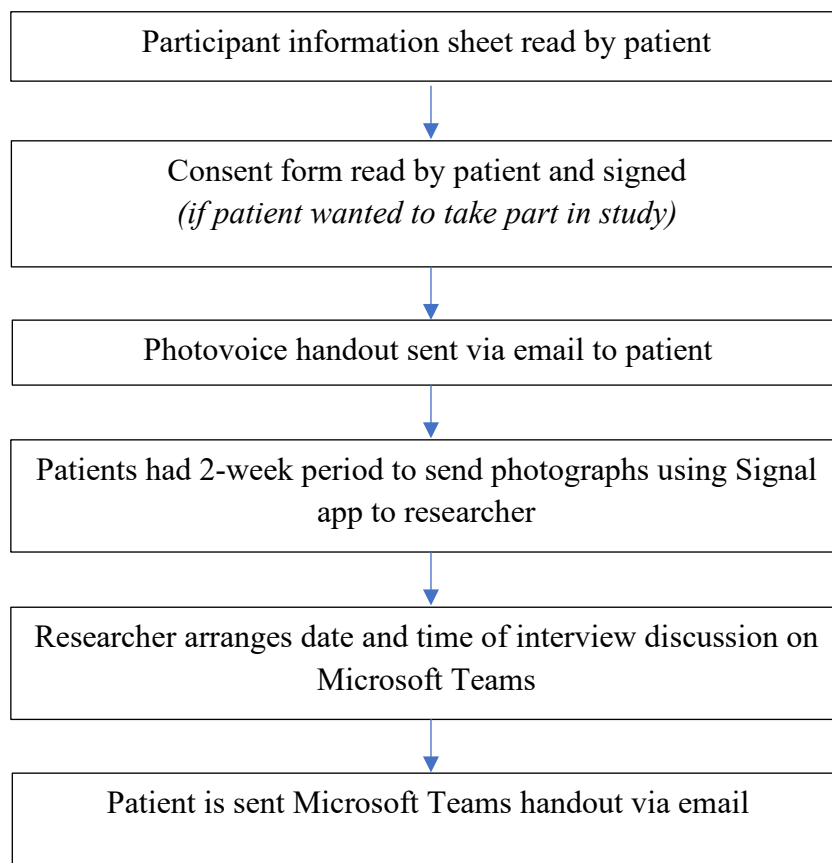 Participant information sheet read by patient
Consent form read by patient and signed
(if patient wanted to take part in study)
Photovoice handout sent via email to patient
Patients had 2-week period to send photographs using Signal
app to researcher
Researcher arranges date and time of interview discussion on
Microsoft Teams
Patient is sent Microsoft Teams handout via email